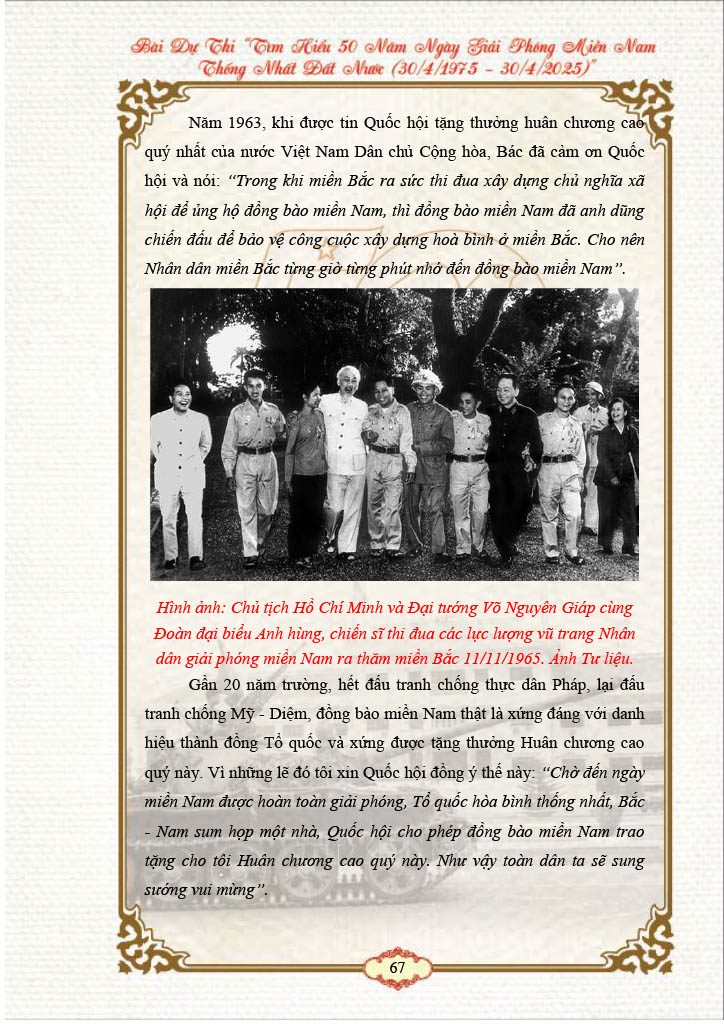 Bài Dự Thi “Tìm Hiểu 50 Năm Ngày Giải Phóng Miền Nam
Thống Nhất Đất Nước (30/4/1975 – 30/4/2025)”
Năm 1963, khi được tin Quốc hội tặng thưởng huân chương cao
quý nhất của nước Việt Nam Dân chủ Cộng hòa, Bác đã cảm ơn Quốc
hội và nói: “Trong khi miền Bắc ra sức thi đua xây dựng chủ nghĩa xã
hội để ủng hộ đồng bào miền Nam, thì đồng bào miền Nam đã anh dũng
chiến đấu để bảo vệ công cuộc xây dựng hoà bình ở miền Bắc. Cho nên
Nhân dân miền Bắc từng giờ từng phút nhớ đến đồng bào miền Nam”.
Hình ảnh: Chủ tịch Hồ Chí Minh và Đại tướng Võ Nguyên Giáp cùng
Đoàn đại biểu Anh hùng, chiến sĩ thi đua các lực lượng vũ trang Nhân
dân giải phóng miền Nam ra thăm miền Bắc 11/11/1965. Ảnh Tư liệu.
Gần 20 năm trường, hết đấu tranh chống thực dân Pháp, lại đấu
tranh chống Mỹ - Diệm, đồng bào miền Nam thật là xứng đáng với danh
hiệu thành đồng Tổ quốc và xứng được tặng thưởng Huân chương cao
quý này. Vì những lẽ đó tôi xin Quốc hội đồng ý thế này: “Chờ đến ngày
miền Nam được hoàn toàn giải phóng, Tổ quốc hòa bình thống nhất, Bắc
- Nam sum họp một nhà, Quốc hội cho phép đồng bào miền Nam trao
tặng cho tôi Huân chương cao quý này. Như vậy toàn dân ta sẽ sung
sướng vui mừng”.
67